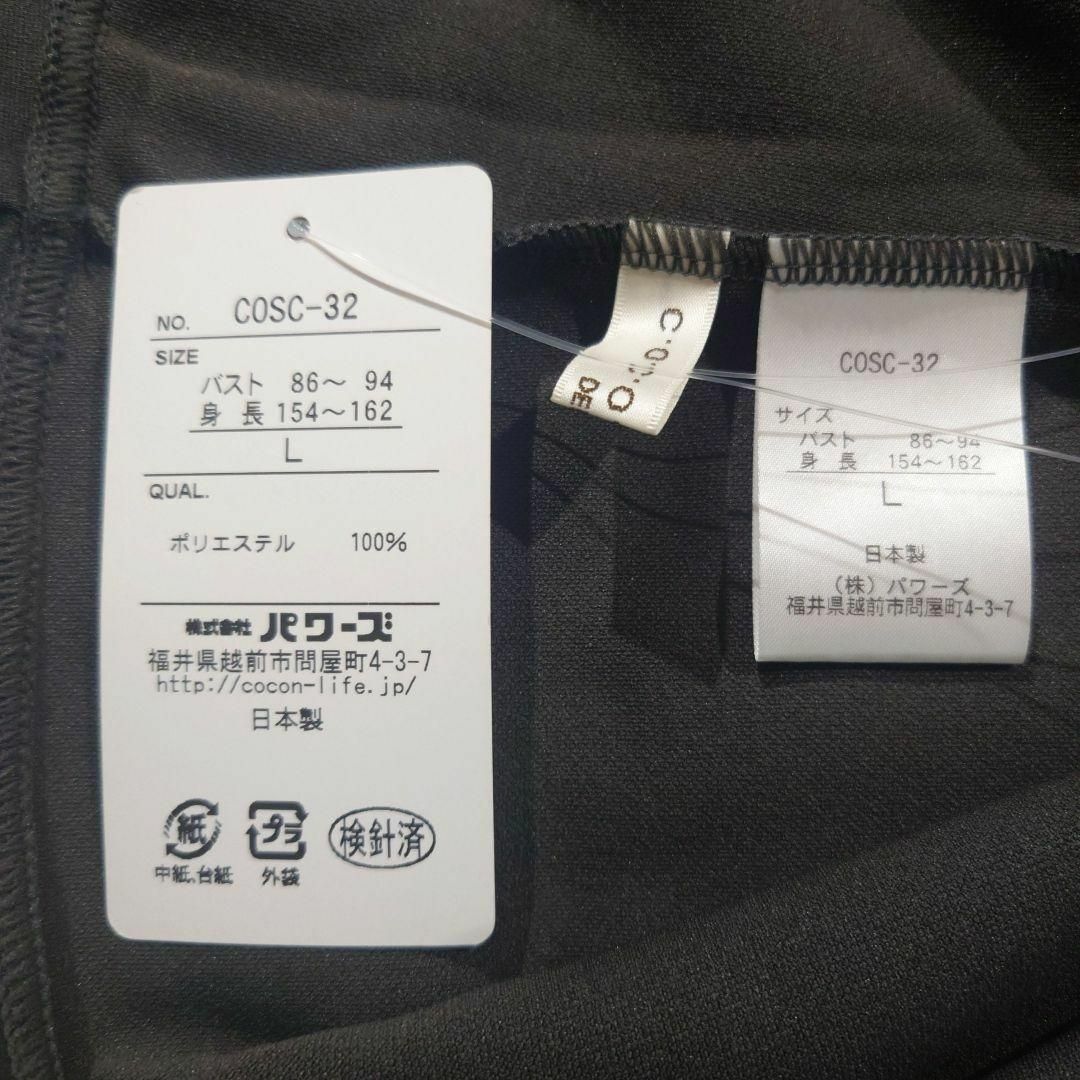 NO. COSC-32
SIZE
バスト 86～ 94
身 長 154～162
L
QUAL.
ポリエステル 100%
株式會社 パワーズ
福井県越前市問屋町4-3-7
http://cocon-life.jp/
日本製
紙
プラ
検針済
中紙、台紙
外袋
C.O.C.O
DE
COSC-32
サイズ
バスト 86～94
身 長 154～162
L
日本製
(株) パワーズ
福井県越前市問屋町4-3-7